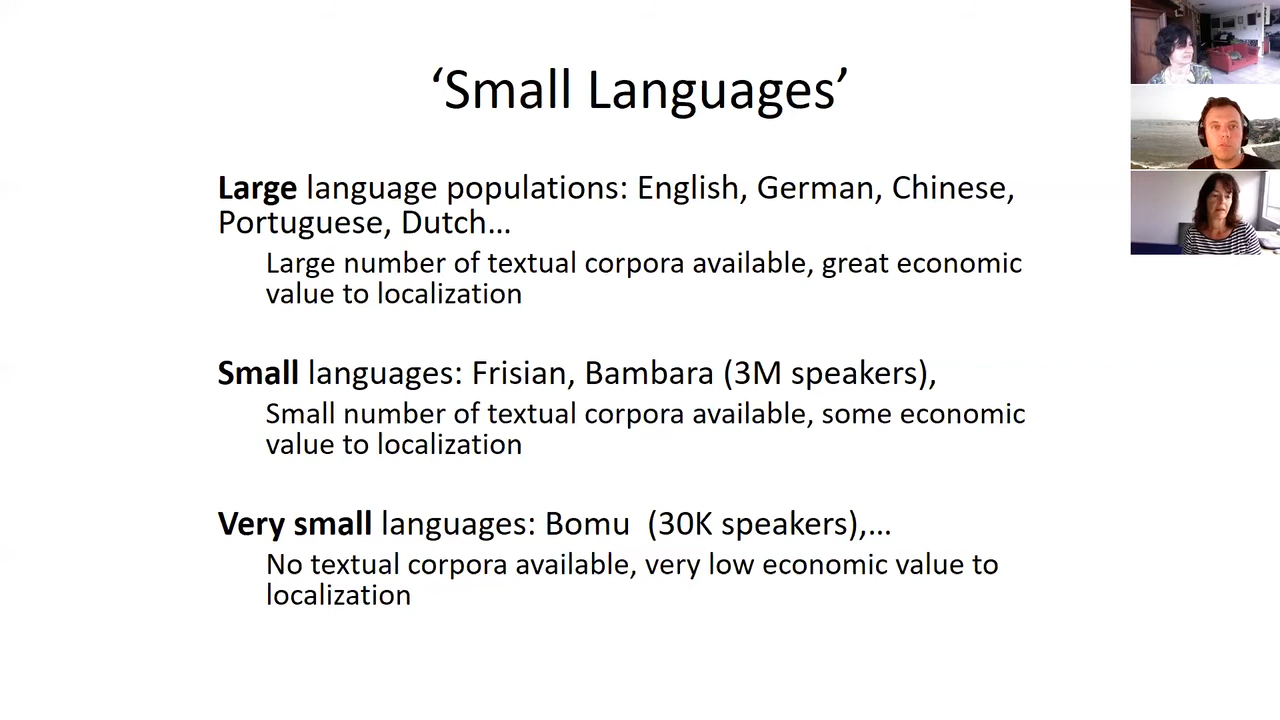 ‘Small Languages’
Large language populations: English, German, Chinese,
Portuguese, Dutch…
Large number of textual corpora available, great economic
value to localization
Small languages: Frisian, Bambara (3M speakers),
Small number of textual corpora available, some economic
value to localization
Very small languages: Bomu  (30K speakers),…
No textual corpora available, very low economic value to
localization